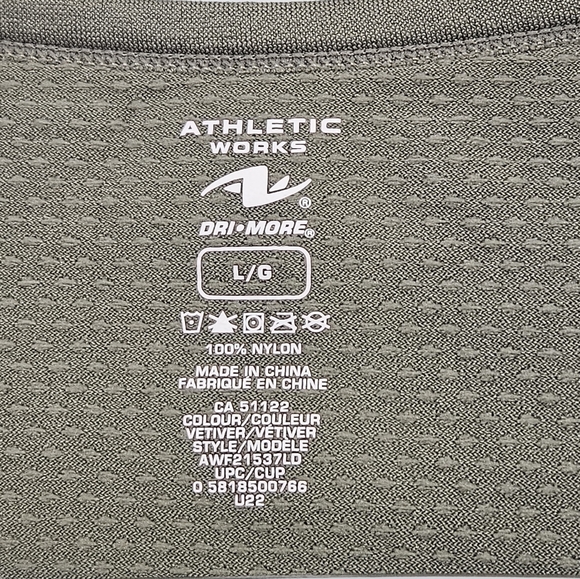 ATHLETIC
WORKS
®
DRI•MORE®
L/G
100% NYLON
MADE IN CHINA
FABRIQUÉ EN CHINE
CA 51122
COLOUR/COULEUR
VETIVER/VÉTIVER
STYLE/MODÈLE
AWF21537LD
UPC/CUP
0 5818500766
U22